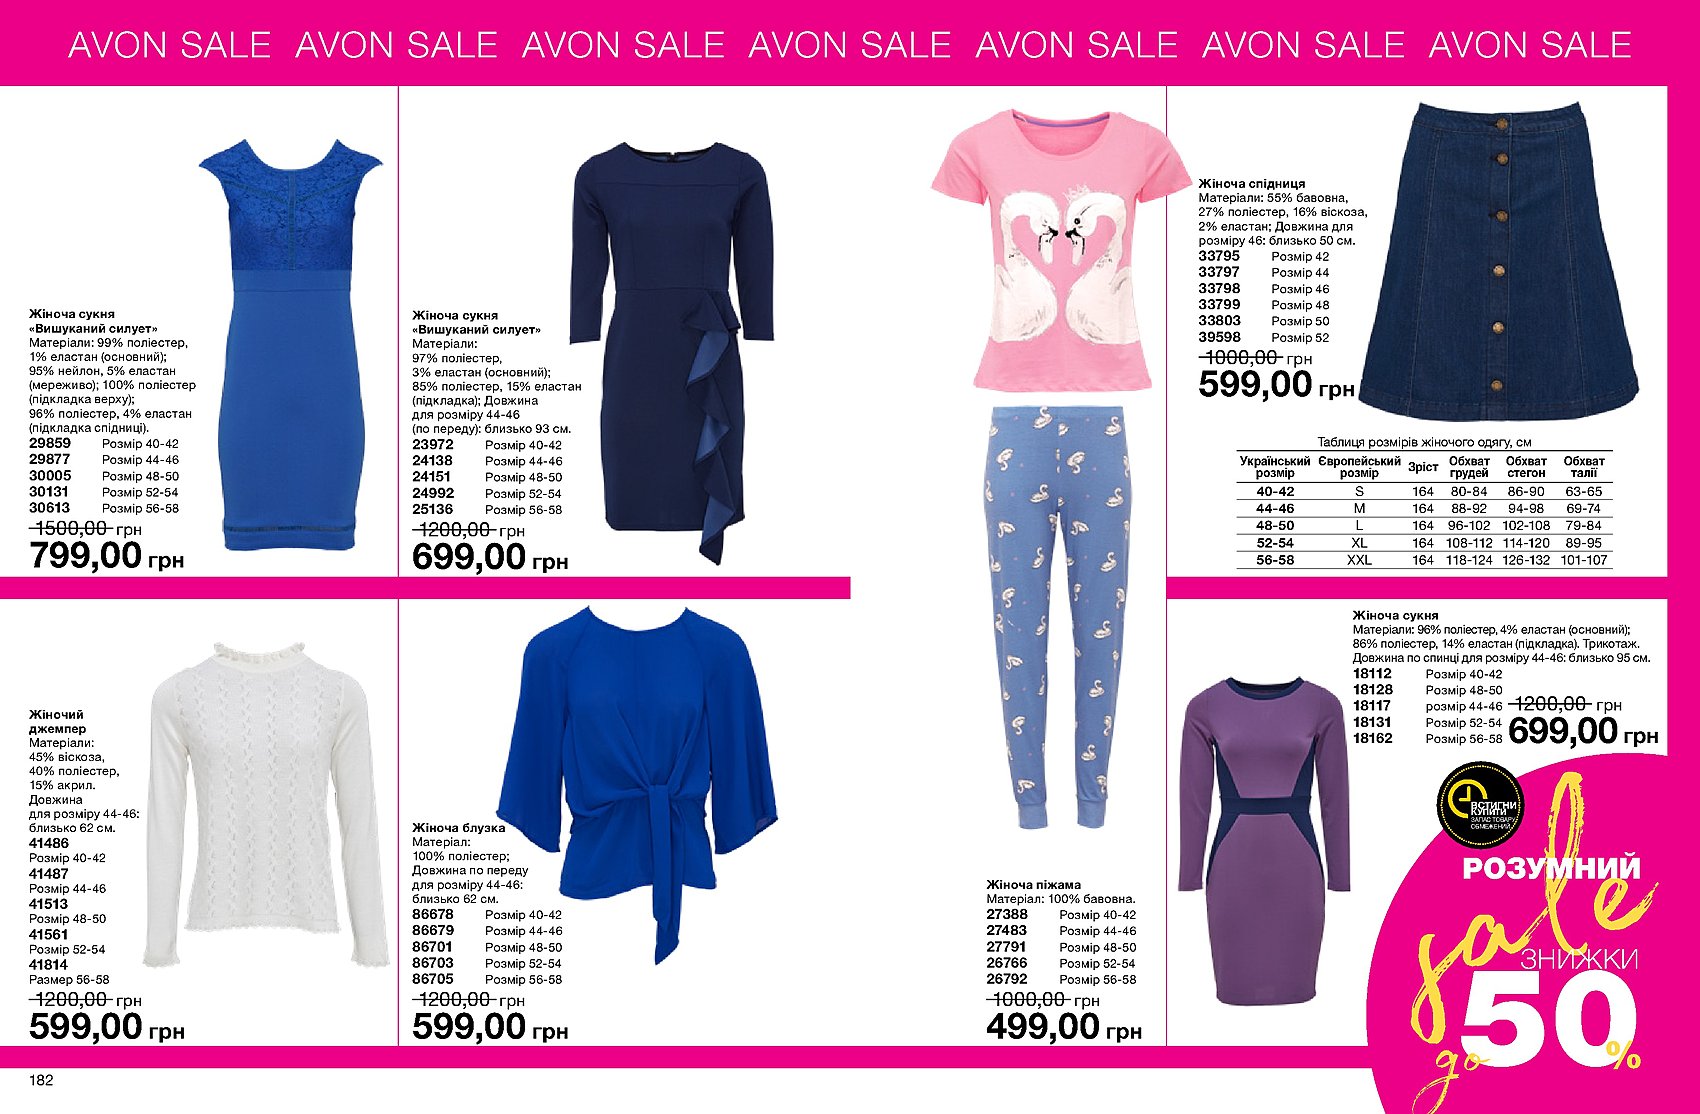 AVON SALE AVON SALE AVON SALE AVON SALE AVON SALE AVON SALE AVON SALE
Жіноча сукня
«Вишуканий силует»
Матеріали: 99% поліестер,
1% еластан (основний);
95% нейлон, 5% еластан
(мереживо); 100% поліестер
(підкладка верху);
96% поліестер, 4% еластан
(підкладка спідниці).
29859 Розмір 40-42
29877 Розмір 44-46
30005 Розмір 48-50
30131 Розмір 52-54
30613 Розмір 56-58
1500,00 грн
799,00 грн
Жіноча сукня
«Вишуканий силует»
Матеріали:
97% поліестер,
3% еластан (основний);
85% поліестер, 15% еластан
(підкладка); Довжина
для розміру 44-46
(по переду): близько 93 см.
23972 Розмір 40-42
24138 Розмір 44-46
24151 Розмір 48-50
24992 Розмір 52-54
25136 Розмір 56-58
1200,00 грн
699,00 грн
Жіноча спідниця
Матеріали: 55% бавовна,
27% поліестер, 16% віскоза,
2% еластан; Довжина для
розміру 46: близько 50 см.
33795 Розмір 42
33797 Розмір 44
33798 Розмір 46
33799 Розмір 48
33803 Розмір 50
39598 Розмір 52
1000,00 грн
599,00 грн
Таблиця розмірів жіночого одягу, см
Український розмір Європейський розмір Зріст Обхват грудей Обхват стегон Обхват талії
40-42 S 164 80-84 86-90 63-65
44-46 M 164 88-92 94-98 69-74
48-50 L 164 96-102 102-108 79-84
52-54 XL 164 108-112 114-120 89-95
56-58 XXL 164 118-124 126-132 101-107
Жіночий
джемпер
Матеріали:
45% віскоза,
40% поліестер,
15% акрил.
Довжина
для розміру 44-46:
близько 62 см.
41486
Розмір 40-42
41487
Розмір 44-46
41513
Розмір 48-50
41561
Розмір 52-54
41814
Размер 56-58
1200,00 грн
599,00 грн
Жіноча блузка
Матеріал:
100% поліестер;
Довжина по переду
для розміру 44-46:
близько 62 см.
86678 Розмір 40-42
86679 Розмір 44-46
86701 Розмір 48-50
86703 Розмір 52-54
86705 Розмір 56-58
1200,00 грн
599,00 грн
Жіноча піжама
Матеріал: 100% бавовна.
27388 Розмір 40-42
27483 Розмір 44-46
27791 Розмір 48-50
26766 Розмір 52-54
26792 Розмір 56-58
1000,00 грн
499,00 грн
Жіноча сукня
Матеріали: 96% поліестер, 4% еластан (основний);
86% поліестер, 14% еластан (підкладка). Трикотаж.
Довжина по спинці для розміру 44-46: близько 95 см.
18112 Розмір 40-42
18128 Розмір 48-50
18117 розмір 44-46
18131 Розмір 52-54
18162 Розмір 56-58
1200,00 грн
699,00 грн
ВСТИГНИ
КУПИТИ
ЗАПАС ТОВАРУ
ОБМЕЖЕНИЙ
РОЗУМНИЙ
sale
ЗНИЖКИ
до 50%
182